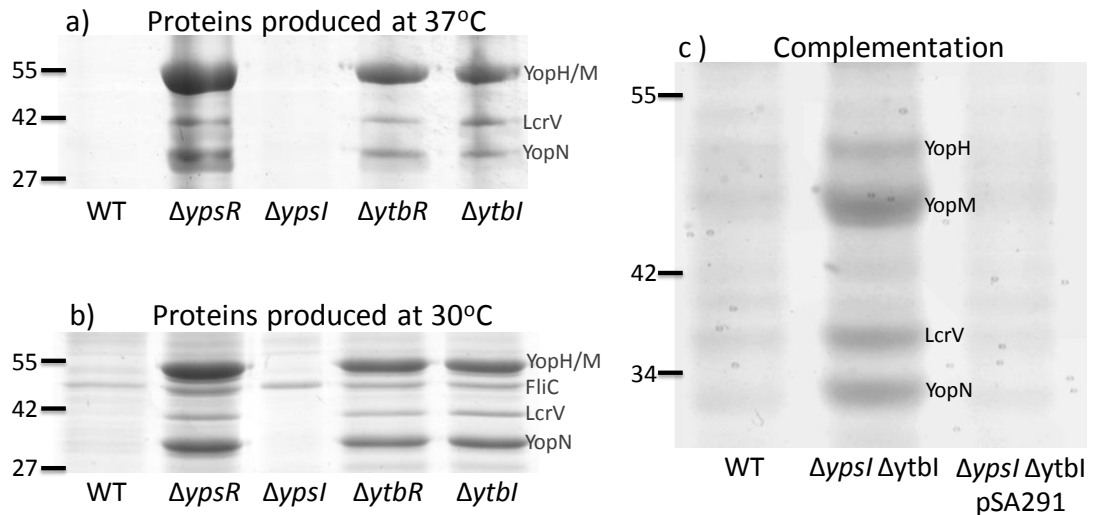 a) Proteins produced at 37°C
55
42
27
YopH/M
LcrV
YopN
WT ΔypsR ΔypsI ΔytbR ΔytbI
b) Proteins produced at 30°C
55
42
27
YopH/M
FliC
LcrV
YopN
WT ΔypsR ΔypsI ΔytbR ΔytbI
c ) Complementation
55
42
34
YopH
YopM
LcrV
YopN
WT ΔypsI ΔytbI ΔypsI ΔytbI
pSA291